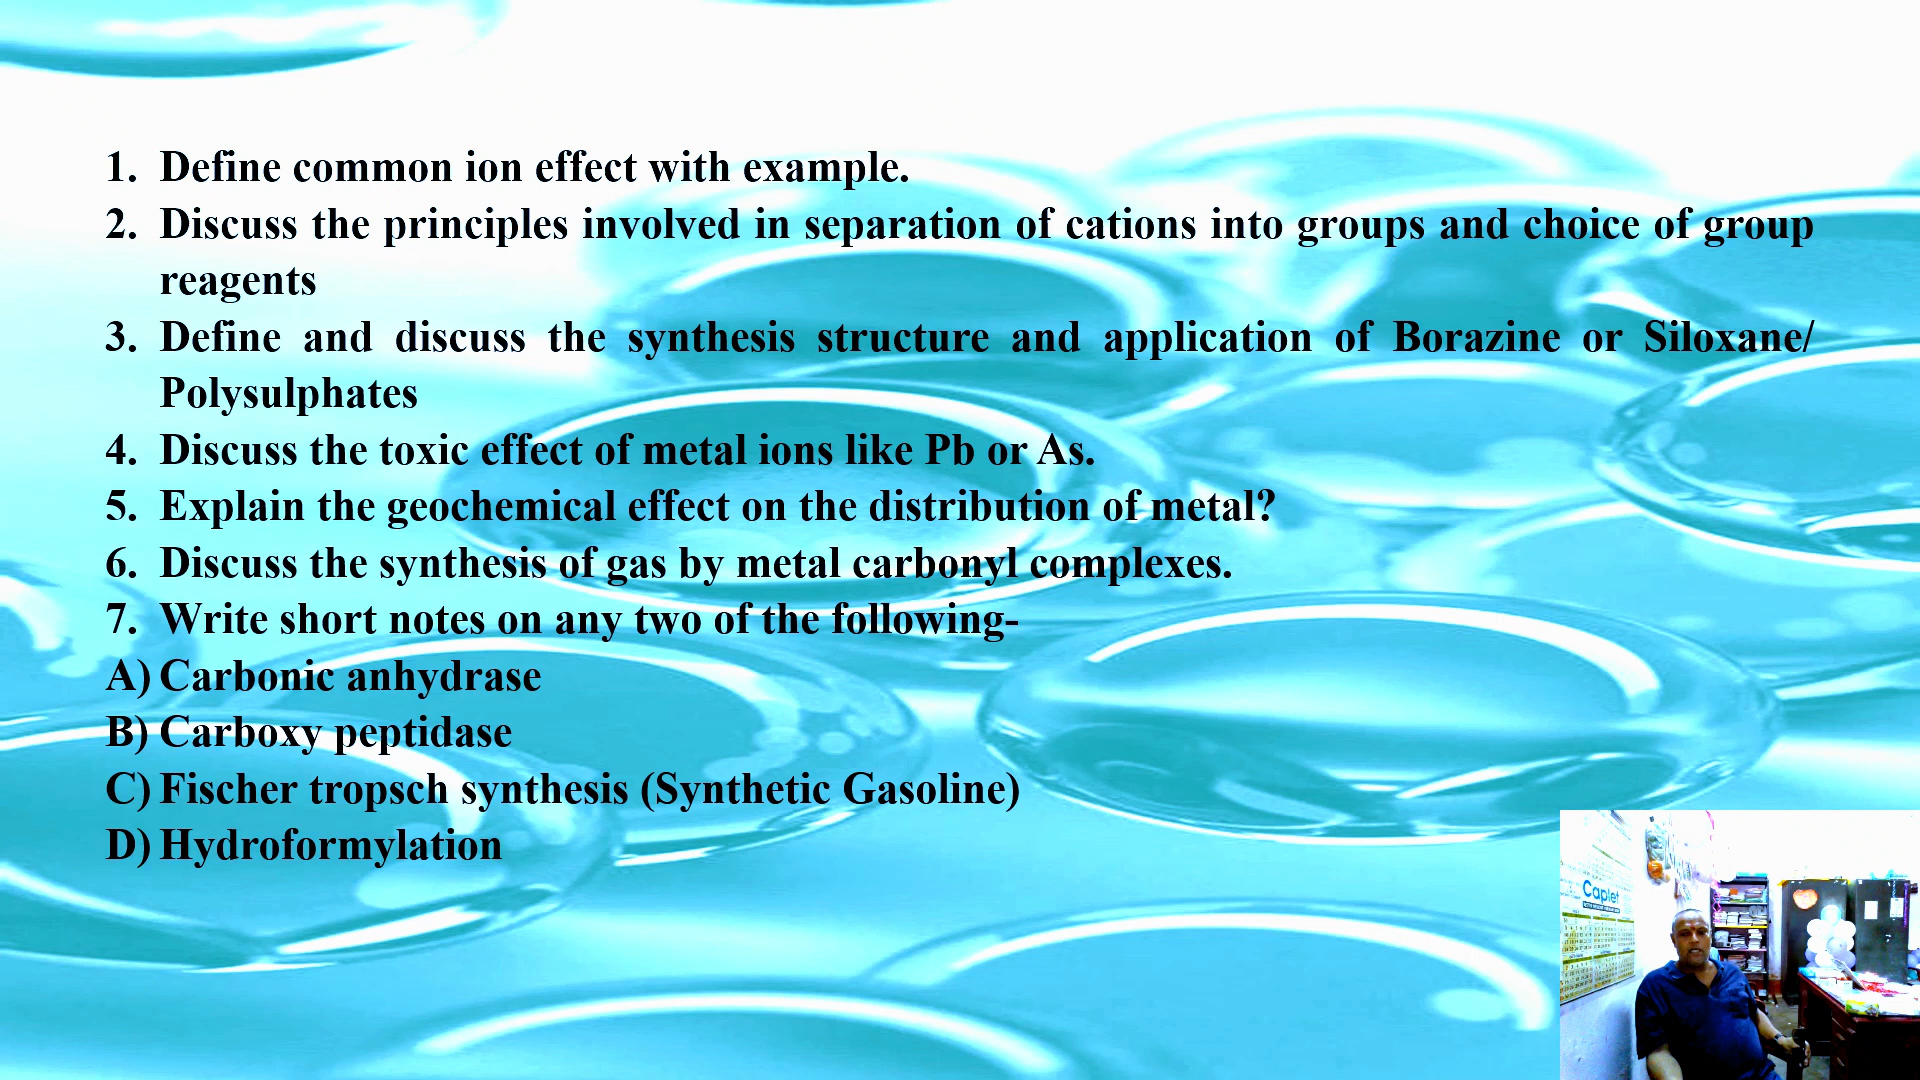 1. Define common ion effect with example.
2. Discuss the principles involved in separation of cations into groups and choice of group
reagents
3. Define and discuss the synthesis structure and application of Borazine or Siloxane/
Polysulphates
4. Discuss the toxic effect of metal ions like Pb or As.
5. Explain the geochemical effect on the distribution of metal?
6. Discuss the synthesis of gas by metal carbonyl complexes.
7. Write short notes on any two of the following-
A) Carbonic anhydrase
B) Carboxy peptidase
C) Fischer tropsch synthesis (Synthetic Gasoline)
D) Hydroformylation
Caplet